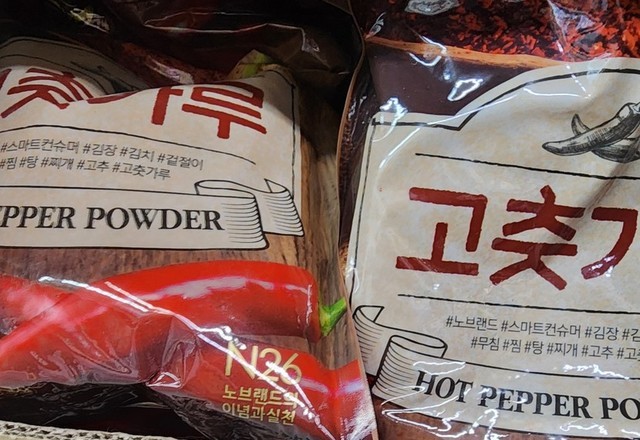 춧가루
#스마트컨슈머 #김장 #김치 #겉절이
#찜 #탕 #찌개 #고추 #고춧가루
PEPPER POWDER
N26
노브랜드의
이념과실천
고춧가
#노브랜드 #스마트컨슈머 #김장
#무침 #찜 #탕 #찌개 #고추
HOT PEPPER PO